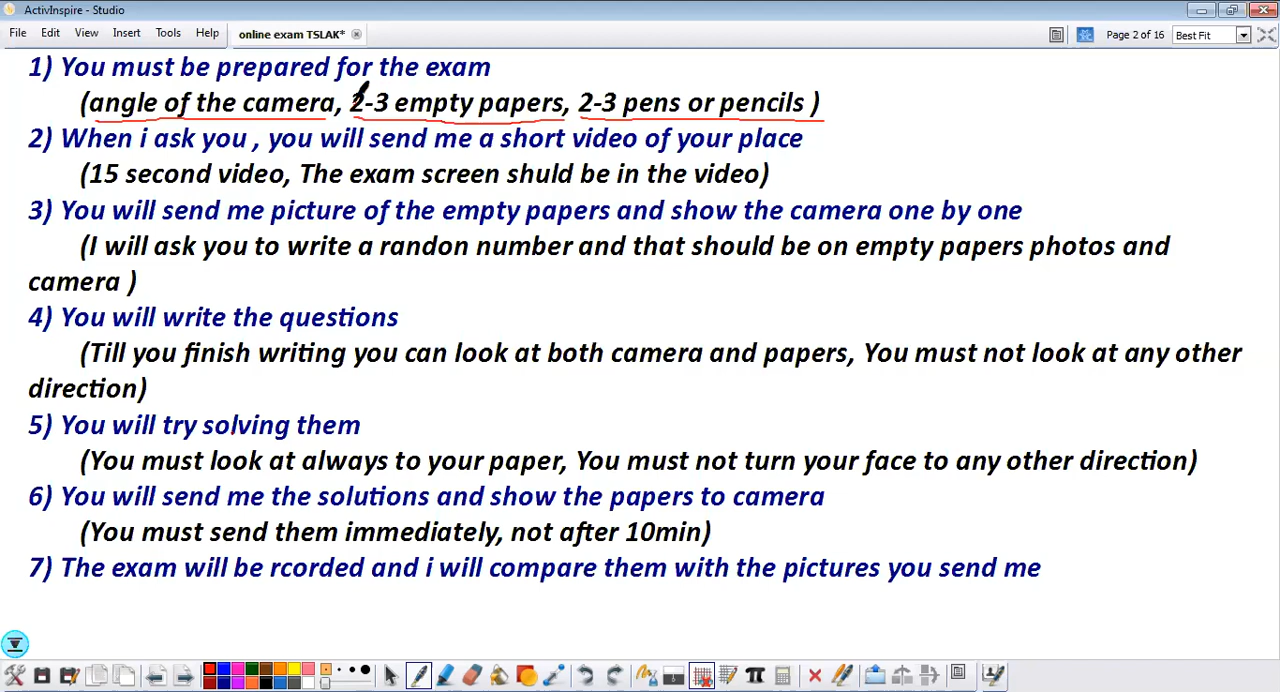 ActivInspire - Studio
File Edit View Insert Tools Help online exam TSLAK* Page 2 of 16 Best Fit
1) You must be prepared for the exam
(angle of the camera, 2-3 empty papers, 2-3 pens or pencils )
2) When i ask you , you will send me a short video of your place
(15 second video, The exam screen shuld be in the video)
3) You will send me picture of the empty papers and show the camera one by one
(I will ask you to write a randon number and that should be on empty papers photos and
camera )
4) You will write the questions
(Till you finish writing you can look at both camera and papers, You must not look at any other
direction)
5) You will try solving them
(You must look at always to your paper, You must not turn your face to any other direction)
6) You will send me the solutions and show the papers to camera
(You must send them immediately, not after 10min)
7) The exam will be rcorded and i will compare them with the pictures you send me